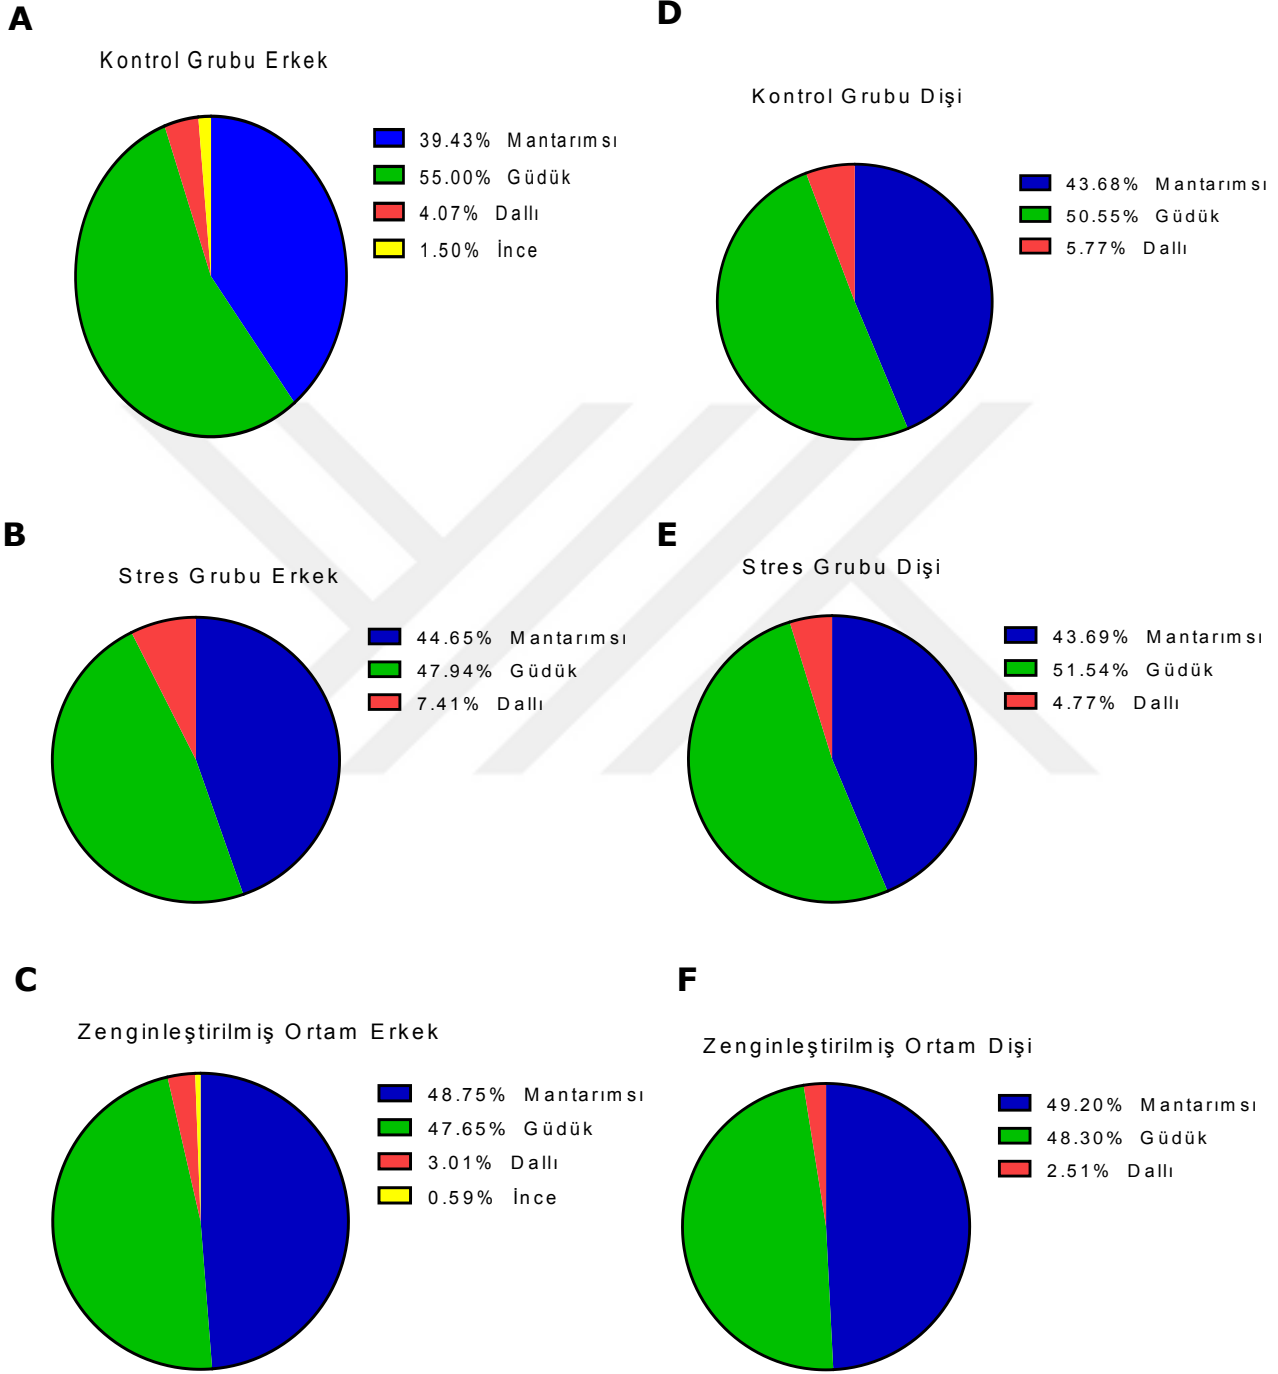 A
Kontrol Grubu Erkek
39.43% Mantarımsı
55.00% Güdük
4.07% Dallı
1.50% İnce
D
Kontrol Grubu Dişi
43.68% Mantarımsı
50.55% Güdük
5.77% Dallı
B
Stres Grubu Erkek
44.65% Mantarımsı
47.94% Güdük
7.41% Dallı
E
Stres Grubu Dişi
43.69% Mantarımsı
51.54% Güdük
4.77% Dallı
C
Zenginleştirilmiş Ortam Erkek
48.75% Mantarımsı
47.65% Güdük
3.01% Dallı
0.59% İnce
F
Zenginleştirilmiş Ortam Dişi
49.20% Mantarımsı
48.30% Güdük
2.51% Dallı